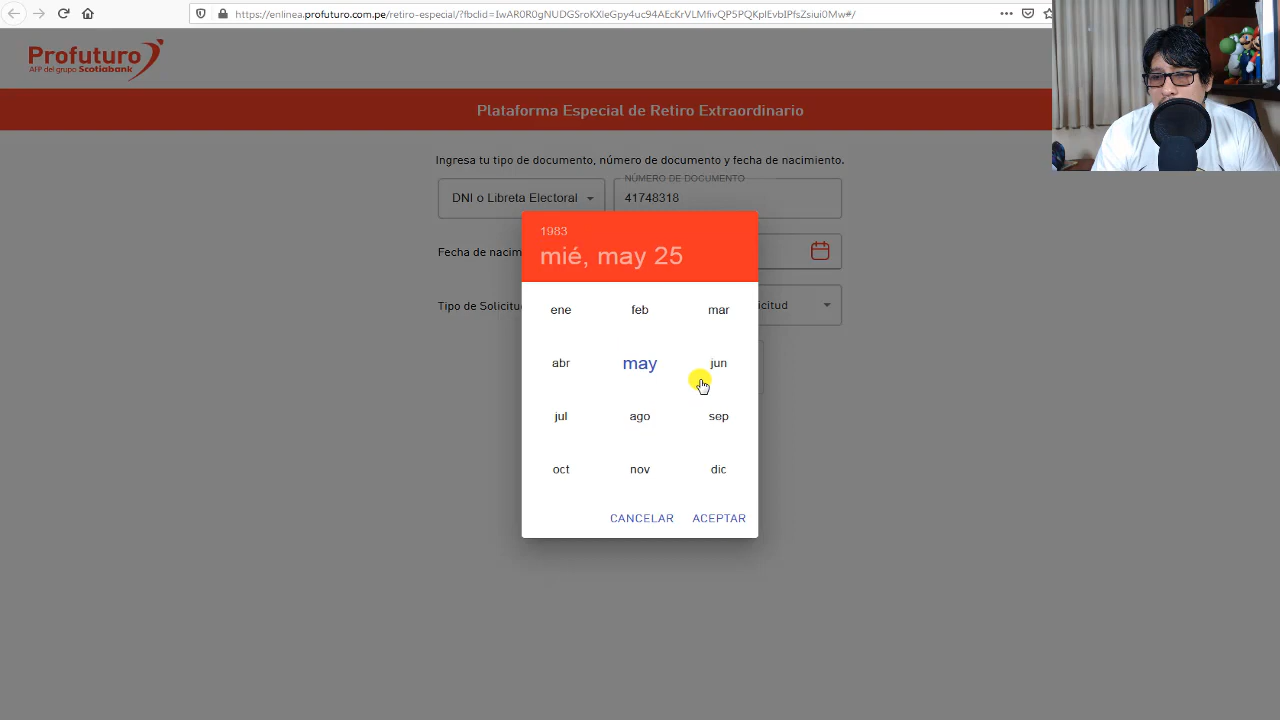 https://enlinea.profuturo.com.pe/retiro-especial/?fbclid=IwAR0R0gNUDGSroKXleGpy4uc94AEcKrVLMfivQP5PQKplEvbIPfsZsiui0Mw#/
Profuturo
AFP del grupo Scotiabank
Plataforma Especial de Retiro Extraordinario
Ingresa tu tipo de documento, número de documento y fecha de nacimiento.
NÚMERO DE DOCUMENTO
DNI o Libreta Electoral 41748318
1983
mié, may 25
Fecha de nacim
Tipo de Solicitud icitud
ene feb mar
abr may jun
jul ago sep
oct nov dic
CANCELAR ACEPTAR